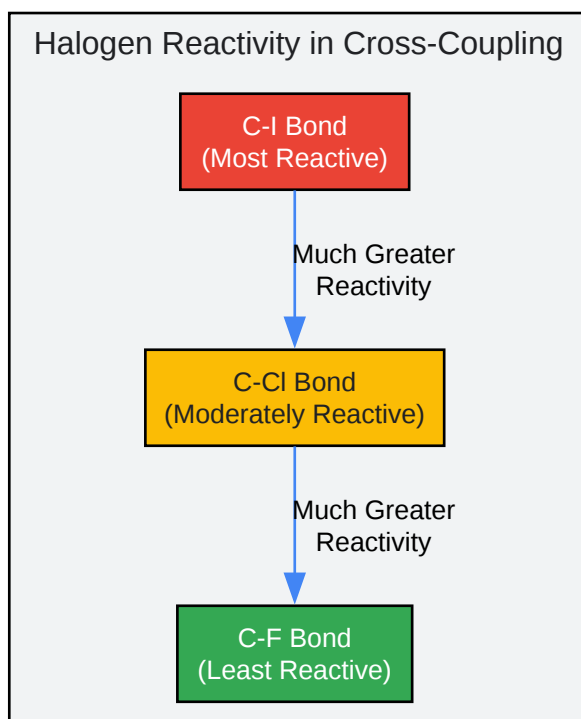 Halogen Reactivity in Cross-Coupling
C-I Bond
(Most Reactive)
Much Greater
Reactivity
C-Cl Bond
(Moderately Reactive)
Much Greater
Reactivity
C-F Bond
(Least Reactive)